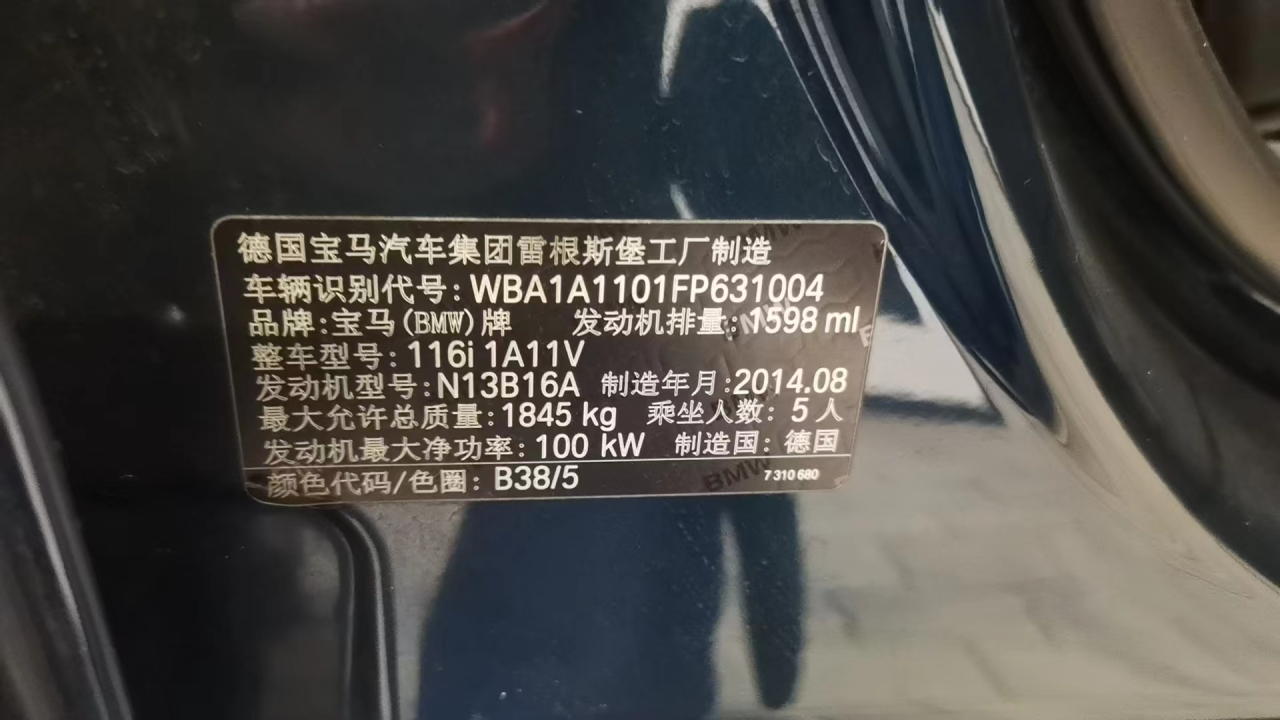 德国宝马汽车集团雷根斯堡工厂制造
车辆识别代号: WBA1A1101FP631004
品牌:宝马(BMW)牌 发动机排量: 1598 ml
整车型号: 116i 1A11V
发动机型号: N13B16A 制造年月:2014.08
最大允许总质量: 1845 kg 乘坐人数: 5 人
发动机最大净功率: 100 kW 制造国: 德国
颜色代码/色圈: B38/5 7 310 680
BMW